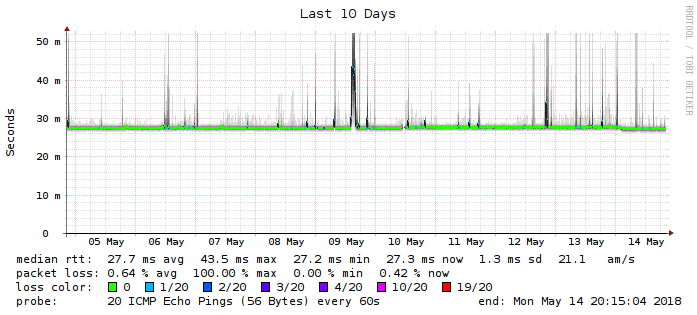 Last 10 Days
RRDTOOL / TOBI OETIKER
Seconds
50 m
40 m
30 m
20 m
10 m
0
05 May 06 May 07 May 08 May 09 May 10 May 11 May 12 May 13 May 14 May
median rtt: 27.7 ms avg 43.5 ms max 27.2 ms min 27.3 ms now 1.3 ms sd 21.1 am/s
packet loss: 0.64 % avg 100.00 % max 0.00 % min 0.42 % now
loss color: 0 1/20 2/20 3/20 4/20 10/20 19/20
probe: 20 ICMP Echo Pings (56 Bytes) every 60s end: Mon May 14 20:15:04 2018